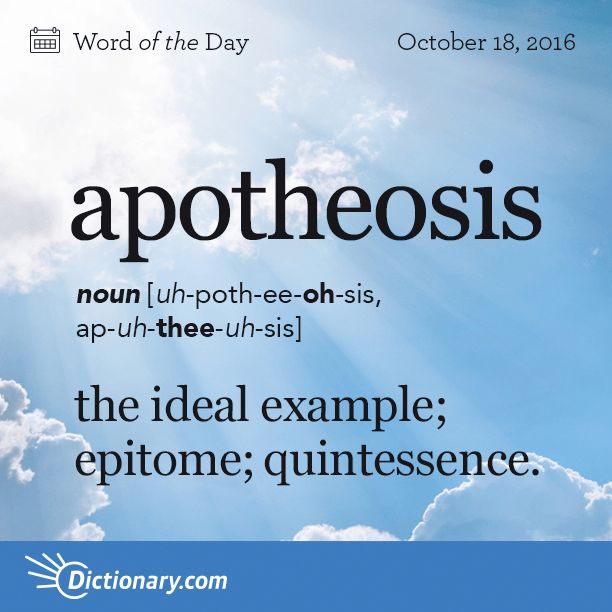 Word of the Day
October 18, 2016
apotheosis
noun [uh-poth-ee-oh-sis,
ap-uh-thee-uh-sis]
the ideal example;
epitome; quintessence.
Dictionary.com